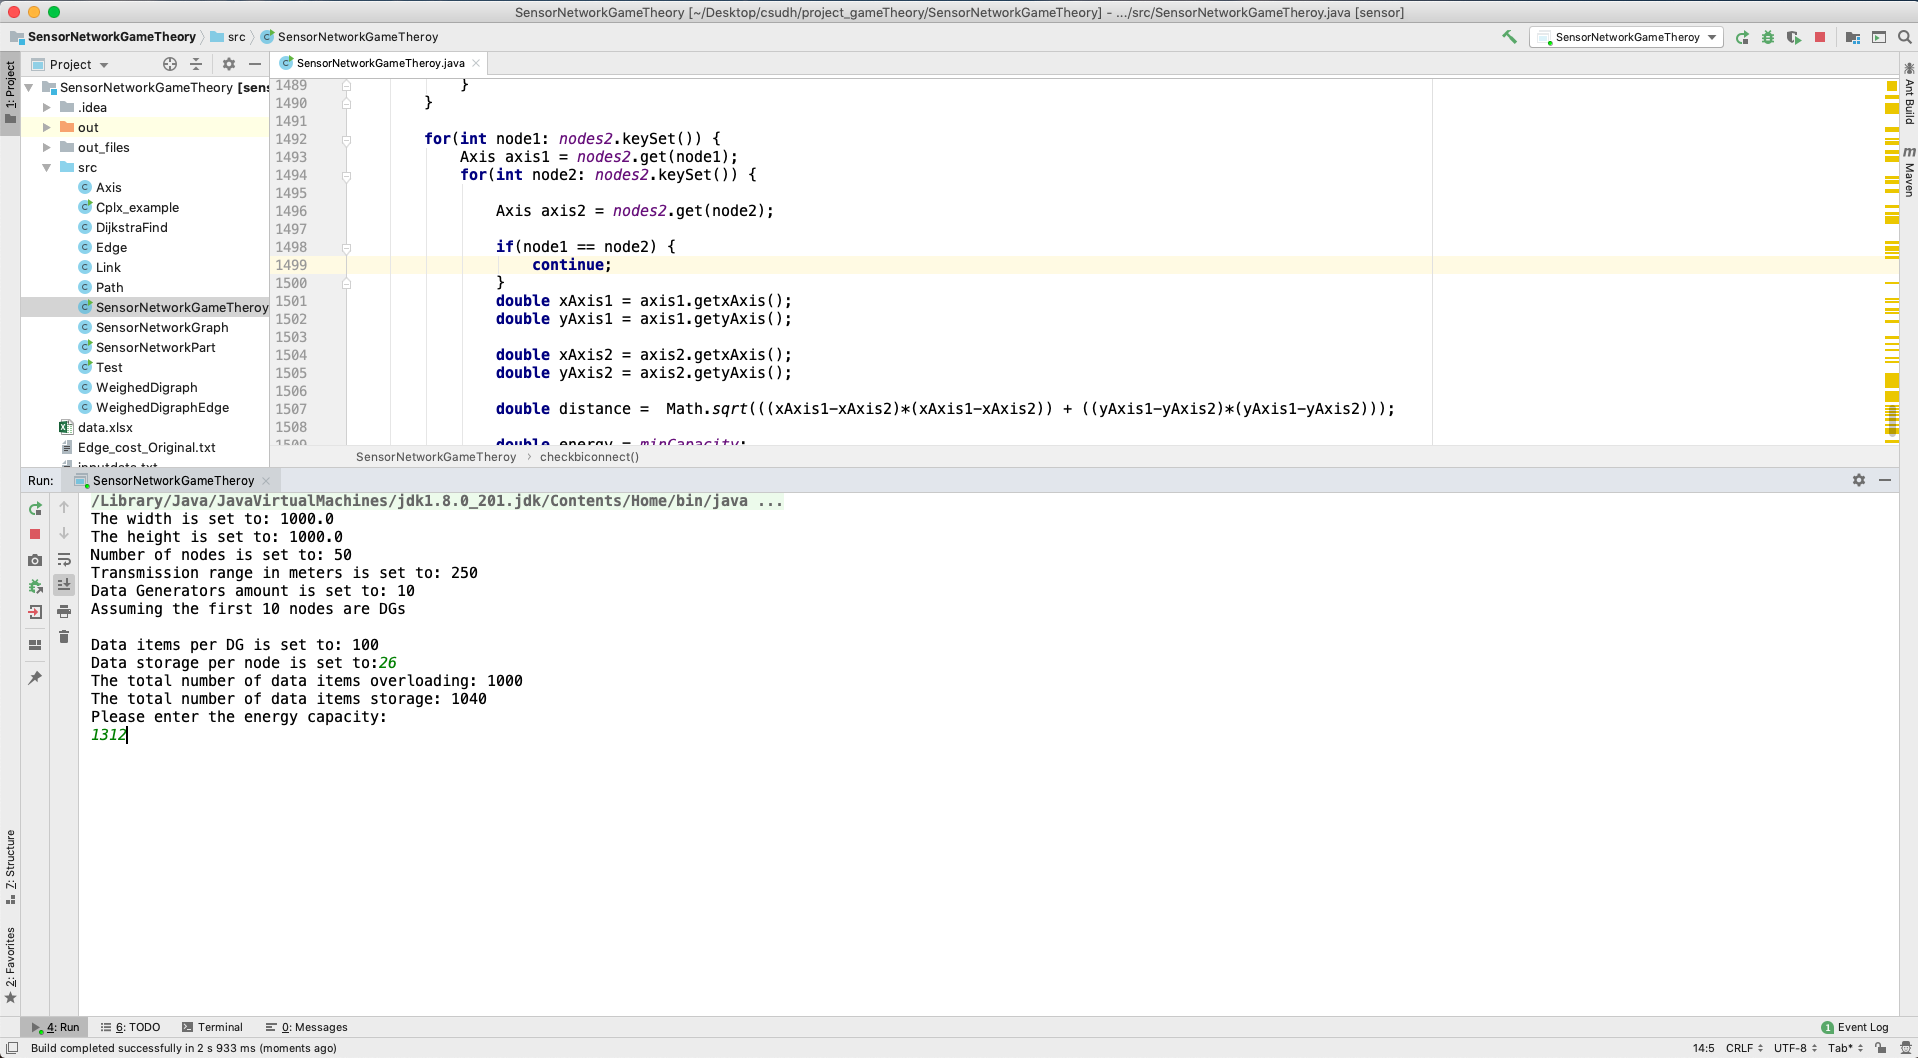 SensorNetworkGameTheory [~/Desktop/csudh/project_gameTheory/SensorNetworkGameTheory] - .../src/SensorNetworkGameTheroy.java [sensor]
SensorNetworkGameTheory src SensorNetworkGameTheroy
SensorNetworkGameTheroy
1: Project
Project
SensorNetworkGameTheory [sens
.idea
out
out_files
src
Axis
Cplx_example
DijkstraFind
Edge
Link
Path
SensorNetworkGameTheroy
SensorNetworkGraph
SensorNetworkPart
Test
WeighedDigraph
WeighedDigraphEdge
data.xlsx
Edge_cost_Original.txt
inputdata.txt
SensorNetworkGameTheroy.java
1489 }
1490 }
1491
1492 for(int node1: nodes2.keySet()) {
1493 Axis axis1 = nodes2.get(node1);
1494 for(int node2: nodes2.keySet()) {
1495
1496 Axis axis2 = nodes2.get(node2);
1497
1498 if(node1 == node2) {
1499 continue;
1500 }
1501 double xAxis1 = axis1.getxAxis();
1502 double yAxis1 = axis1.getyAxis();
1503
1504 double xAxis2 = axis2.getxAxis();
1505 double yAxis2 = axis2.getyAxis();
1506
1507 double distance =  Math.sqrt(((xAxis1-xAxis2)*(xAxis1-xAxis2)) + ((yAxis1-yAxis2)*(yAxis1-yAxis2)));
1508
1509 double energy = minCapacity;
SensorNetworkGameTheroy › checkbiconnect()
Ant Build
m Maven
Run: SensorNetworkGameTheroy
/Library/Java/JavaVirtualMachines/jdk1.8.0_201.jdk/Contents/Home/bin/java ...
The width is set to: 1000.0
The height is set to: 1000.0
Number of nodes is set to: 50
Transmission range in meters is set to: 250
Data Generators amount is set to: 10
Assuming the first 10 nodes are DGs
Data items per DG is set to: 100
Data storage per node is set to:26
The total number of data items overloading: 1000
The total number of data items storage: 1040
Please enter the energy capacity:
1312
Z: Structure
2: Favorites
4: Run 6: TODO Terminal 0: Messages
1 Event Log
Build completed successfully in 2 s 933 ms (moments ago)
14:5 CRLF UTF-8 Tab*